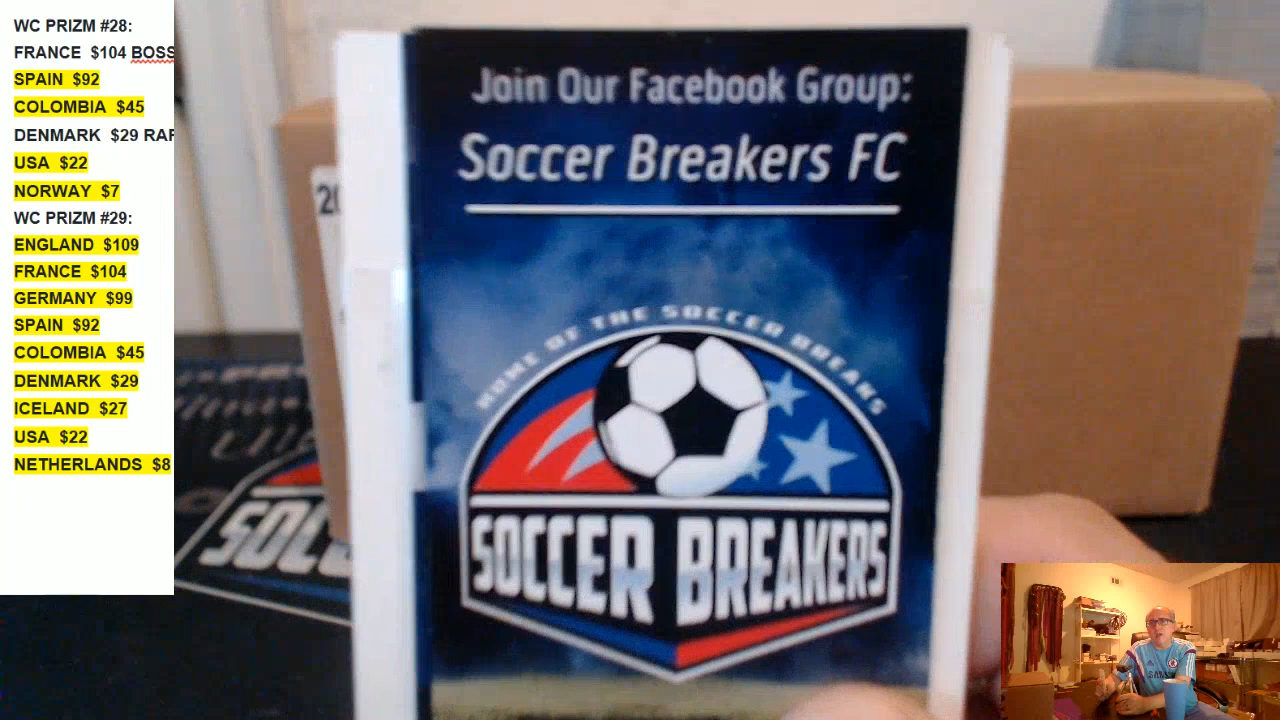 WC PRIZM #28:
FRANCE $104 BOSS
SPAIN $92
COLOMBIA $45
DENMARK $29 RAF
USA $22
NORWAY $7
WC PRIZM #29:
ENGLAND $109
FRANCE $104
GERMANY $99
SPAIN $92
COLOMBIA $45
DENMARK $29
ICELAND $27
USA $22
NETHERLANDS $8
Join Our Facebook Group:
Soccer Breakers FC
HOME OF THE SOCCER BREAKS
SOCCER BREAKERS